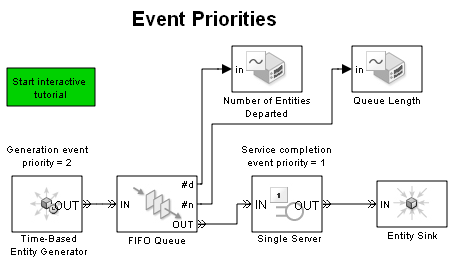 Event Priorities
Start interactive
tutorial
in
Number of Entities
Departed
in
Queue Length
Generation event
priority = 2
OUT
Time-Based
Entity Generator
IN
#d
#n
OUT
FIFO Queue
Service completion
event priority = 1
IN
1
OUT
Single Server
IN
Entity Sink